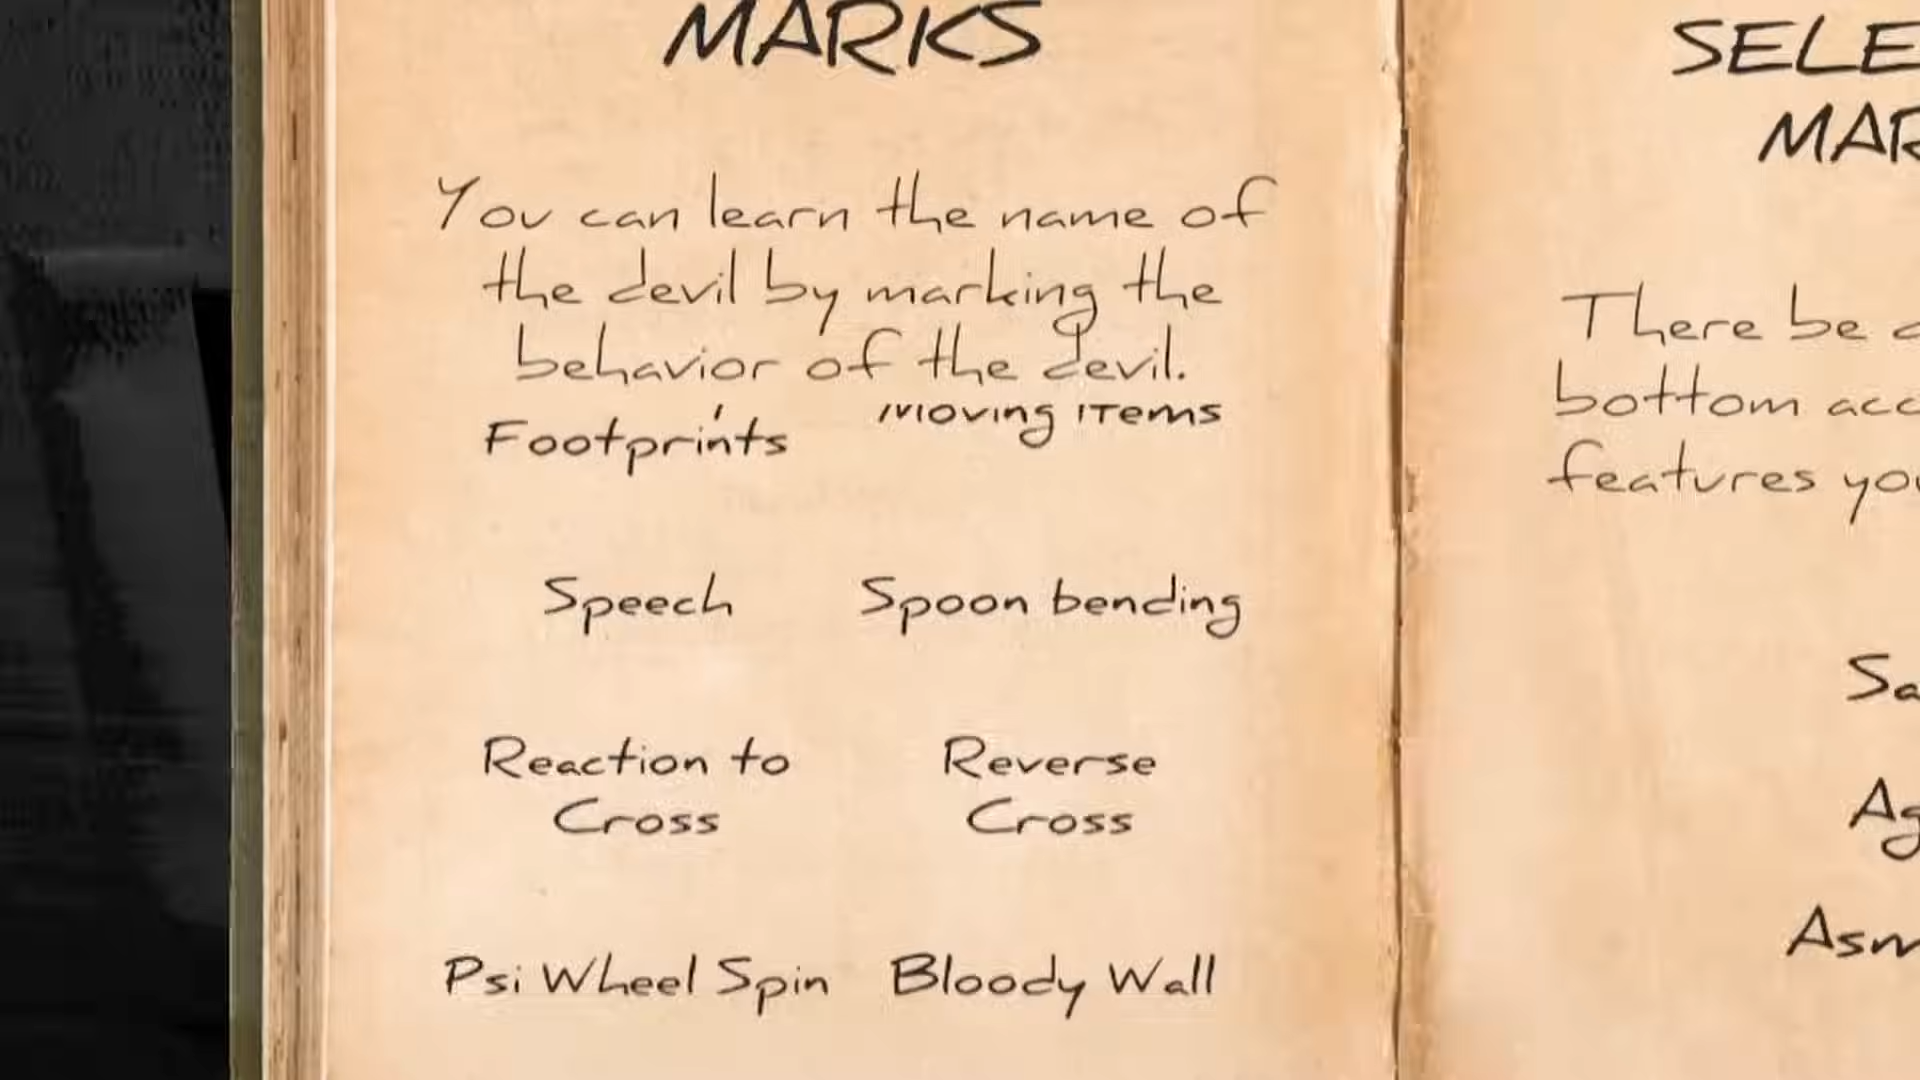 MARKS
You can learn the name of
the devil by marking the
behavior of the devil.
Footprints
Moving Items
Speech
Spoon bending
Reaction to
Cross
Reverse
Cross
Psi Wheel Spin
Bloody Wall
SELE
MAR
There be
bottom acc
features you
Sa
Ag
Asm